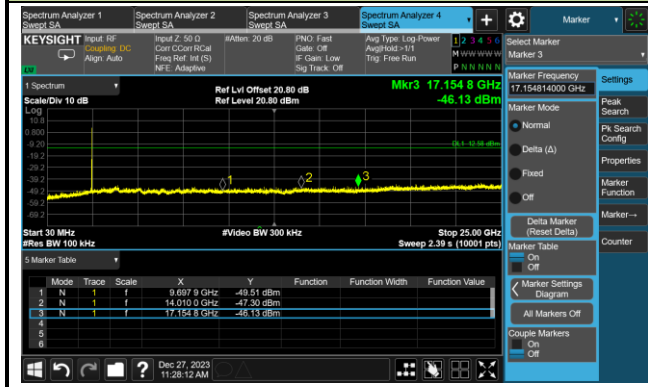 Spectrum Analyzer 1 Spectrum Analyzer 2 Spectrum Analyzer 3 Spectrum Analyzer 4 Marker
Swept SA Swept SA Swept SA Swept SA
KEYSIGHT Input: RF Input Z: 50 Ω #Atten: 20 dB PNO: Fast Avg Type: Log-Power 1 2 3 4 5 6 Select Marker
Coupling: DC Corr CCorr RCal Gate: Off Avg|Hold:>1/1 M W W W W W Marker 3
Align: Auto Freq Ref: Int (S) IF Gain: Low Trig: Free Run P N N N N N
NFE: Adaptive Sig Track: Off
Marker Frequency Settings
17.154814000 GHz
1 Spectrum Ref Lvl Offset 20.80 dB Mkr3 17.154 8 GHz
Scale/Div 10 dB Ref Level 20.80 dBm -46.13 dBm
Marker Mode Peak Search
Log
10.8
0.800
-9.20 DL1 -12.56 dBm
-19.2
-29.2
-39.2
-49.2
-59.2
-69.2
1 2 3
Normal Pk Search Config
Delta (Δ) Properties
Fixed Marker Function
Off
Marker→
Start 30 MHz #Video BW 300 kHz Stop 25.00 GHz
#Res BW 100 kHz Sweep 2.39 s (10001 pts)
Delta Marker
(Reset Delta)
Counter
Marker Table
On
Off
5 Marker Table
Mode Trace Scale X Y Function Function Width Function Value
1 N 1 f 9.697 9 GHz -49.51 dBm
2 N 1 f 14.010 0 GHz -47.30 dBm
3 N 1 f 17.154 8 GHz -46.13 dBm
4
5
6
Marker Settings
Diagram
All Markers Off
Couple Markers
On
Off
? Dec 27, 2023
11:28:12 AM